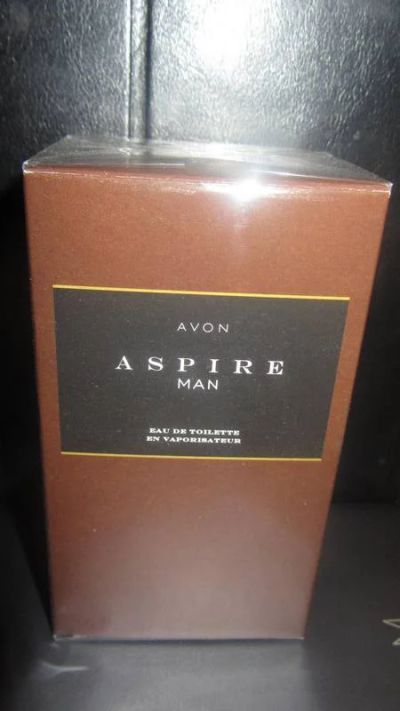 AVON
ASPIRE
MAN
EAU DE TOILETTE
EN VAPORISATEUR